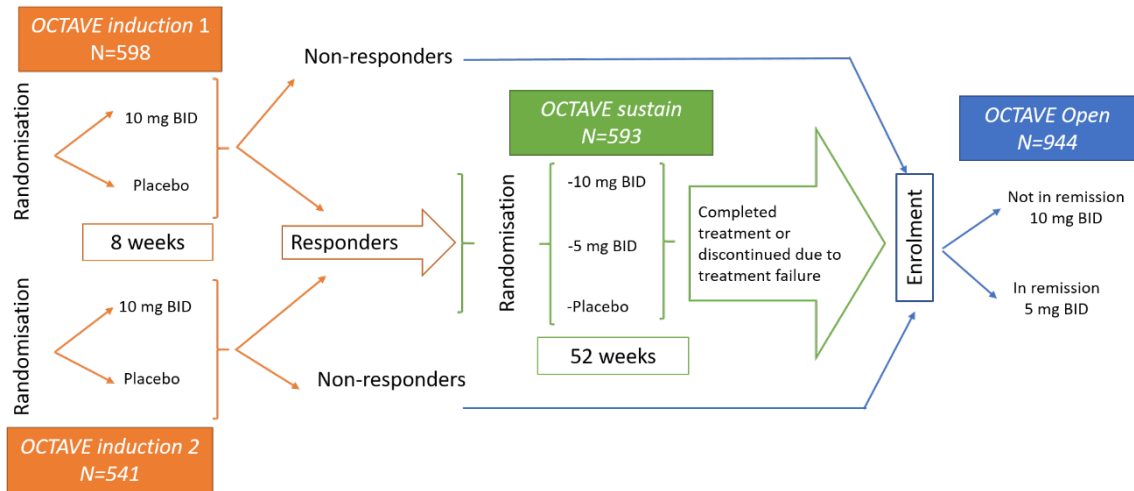 OCTAVE induction 1
N=598
Randomisation
10 mg BID
Placebo
8 weeks
Randomisation
10 mg BID
Placebo
OCTAVE induction 2
N=541
Non-responders
Responders
Non-responders
OCTAVE sustain
N=593
Randomisation
-10 mg BID
-5 mg BID
-Placebo
52 weeks
Completed
treatment or
discontinued due to
treatment failure
Enrolment
OCTAVE Open
N=944
Not in remission
10 mg BID
In remission
5 mg BID